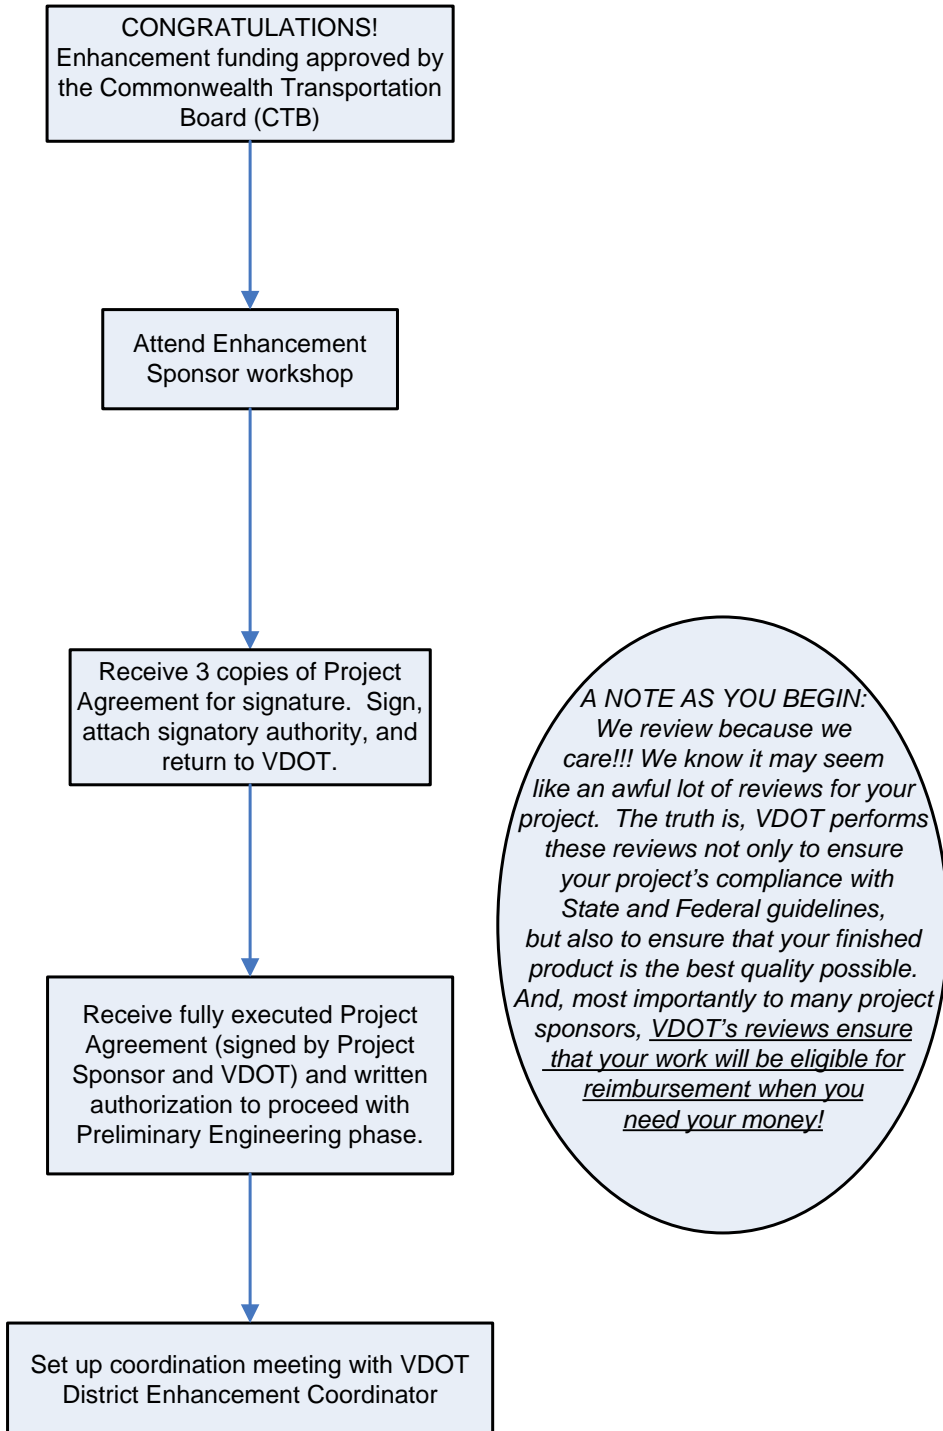 CONGRATULATIONS!
Enhancement funding approved by
the Commonwealth Transportation
Board (CTB)
Attend Enhancement
Sponsor workshop
Receive 3 copies of Project
Agreement for signature.  Sign,
attach signatory authority, and
return to VDOT.
Receive fully executed Project
Agreement (signed by Project
Sponsor and VDOT) and written
authorization to proceed with
Preliminary Engineering phase.
Set up coordination meeting with VDOT
District Enhancement Coordinator
A NOTE AS YOU BEGIN:
We review because we
care!!! We know it may seem
like an awful lot of reviews for your
project.  The truth is, VDOT performs
these reviews not only to ensure
your project’s compliance with
State and Federal guidelines,
but also to ensure that your finished
product is the best quality possible.
And, most importantly to many project
sponsors, VDOT’s reviews ensure
that your work will be eligible for
reimbursement when you
need your money!